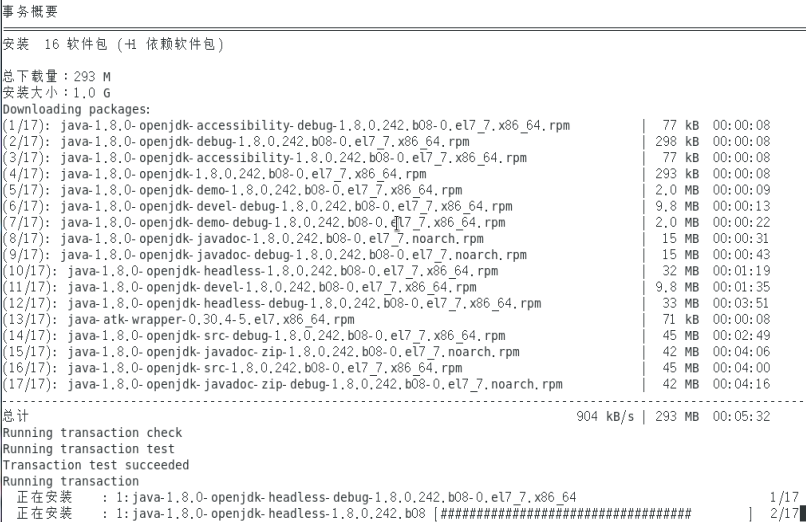 事务概要
================================================================================
安装  16 软件包 (+1 依赖软件包)
总下载量：293 M
安装大小：1.0 G
Downloading packages:
(1/17): java-1.8.0-openjdk-accessibility-debug-1.8.0.242.b08-0.el7_7.x86_64.rpm | 77 kB 00:00:08
(2/17): java-1.8.0-openjdk-debug-1.8.0.242.b08-0.el7_7.x86_64.rpm | 298 kB 00:00:08
(3/17): java-1.8.0-openjdk-accessibility-1.8.0.242.b08-0.el7_7.x86_64.rpm | 77 kB 00:00:08
(4/17): java-1.8.0-openjdk-1.8.0.242.b08-0.el7_7.x86_64.rpm | 293 kB 00:00:08
(5/17): java-1.8.0-openjdk-demo-1.8.0.242.b08-0.el7_7.x86_64.rpm | 2.0 MB 00:00:09
(6/17): java-1.8.0-openjdk-devel-debug-1.8.0.242.b08-0.el7_7.x86_64.rpm | 9.8 MB 00:00:13
(7/17): java-1.8.0-openjdk-demo-debug-1.8.0.242.b08-0.el7_7.x86_64.rpm | 2.0 MB 00:00:22
(8/17): java-1.8.0-openjdk-javadoc-1.8.0.242.b08-0.el7_7.noarch.rpm | 15 MB 00:00:31
(9/17): java-1.8.0-openjdk-javadoc-debug-1.8.0.242.b08-0.el7_7.noarch.rpm | 15 MB 00:00:43
(10/17): java-1.8.0-openjdk-headless-1.8.0.242.b08-0.el7_7.x86_64.rpm | 32 MB 00:01:19
(11/17): java-1.8.0-openjdk-devel-1.8.0.242.b08-0.el7_7.x86_64.rpm | 9.8 MB 00:01:35
(12/17): java-1.8.0-openjdk-headless-debug-1.8.0.242.b08-0.el7_7.x86_64.rpm | 33 MB 00:03:51
(13/17): java-atk-wrapper-0.30.4-5.el7.x86_64.rpm | 71 kB 00:00:08
(14/17): java-1.8.0-openjdk-src-debug-1.8.0.242.b08-0.el7_7.x86_64.rpm | 45 MB 00:02:49
(15/17): java-1.8.0-openjdk-javadoc-zip-1.8.0.242.b08-0.el7_7.noarch.rpm | 42 MB 00:04:06
(16/17): java-1.8.0-openjdk-src-1.8.0.242.b08-0.el7_7.x86_64.rpm | 45 MB 00:04:00
(17/17): java-1.8.0-openjdk-javadoc-zip-debug-1.8.0.242.b08-0.el7_7.noarch.rpm | 42 MB 00:04:16
--------------------------------------------------------------------------------
总计 904 kB/s | 293 MB 00:05:32
Running transaction check
Running transaction test
Transaction test succeeded
Running transaction
正在安装 : 1:java-1.8.0-openjdk-headless-debug-1.8.0.242.b08-0.el7_7.x86_64 1/17
正在安装 : 1:java-1.8.0-openjdk-headless-1.8.0.242.b08 [################################### ] 2/17